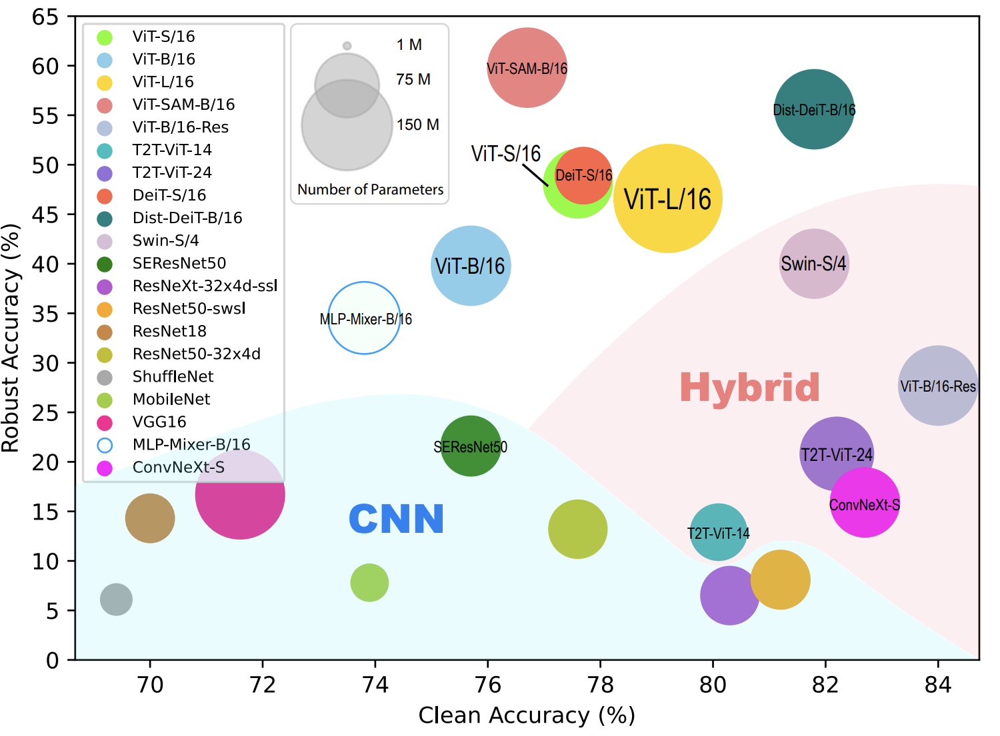 65
60
55
50
45
40
35
30
25
20
15
10
5
0
Robust Accuracy (%)
ViT-S/16
ViT-B/16
ViT-L/16
ViT-SAM-B/16
ViT-B/16-Res
T2T-ViT-14
T2T-ViT-24
DeiT-S/16
Dist-DeiT-B/16
Swin-S/4
SEResNet50
ResNeXt-32x4d-ssl
ResNet50-swsl
ResNet18
ResNet50-32x4d
ShuffleNet
MobileNet
VGG16
MLP-Mixer-B/16
ConvNeXt-S
1 M
75 M
150 M
Number of Parameters
ViT-SAM-B/16
Dist-DeiT-B/16
ViT-S/16
DeiT-S/16
ViT-L/16
ViT-B/16
Swin-S/4
MLP-Mixer-B/16
Hybrid
ViT-B/16-Res
SEResNet50
T2T-ViT-24
ConvNeXt-S
CNN
T2T-ViT-14
70 72 74 76 78 80 82 84
Clean Accuracy (%)